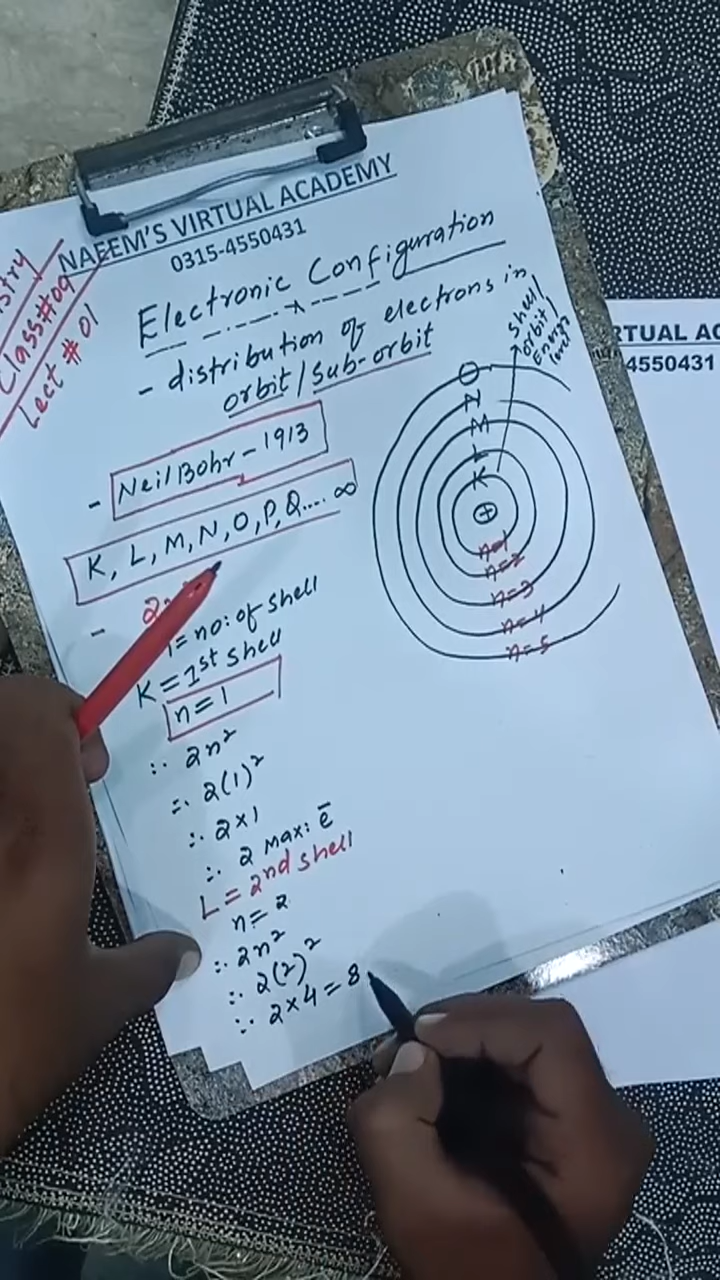 NAEEM'S VIRTUAL ACADEMY
0315-4550431
Class#09
Lect # 01
Electronic Configuration
- distribution of electrons in
orbit/sub-orbit
- Neil Bohr - 1913
K, L, M, N, O, P, Q.... ∞
-
= no: of shell
K = 1st shell
n = 1
∴ 2n²
∴ 2(1)²
∴ 2×1
∴ 2 max: ē
L = 2nd shell
n = 2
∴ 2n²
∴ 2(2)²
∴ 2×4 = 8
shell/
orbit/
Energy
level
O
N
M
L
K
+
n=1
n=2
n=3
n=4
n=5
4550431